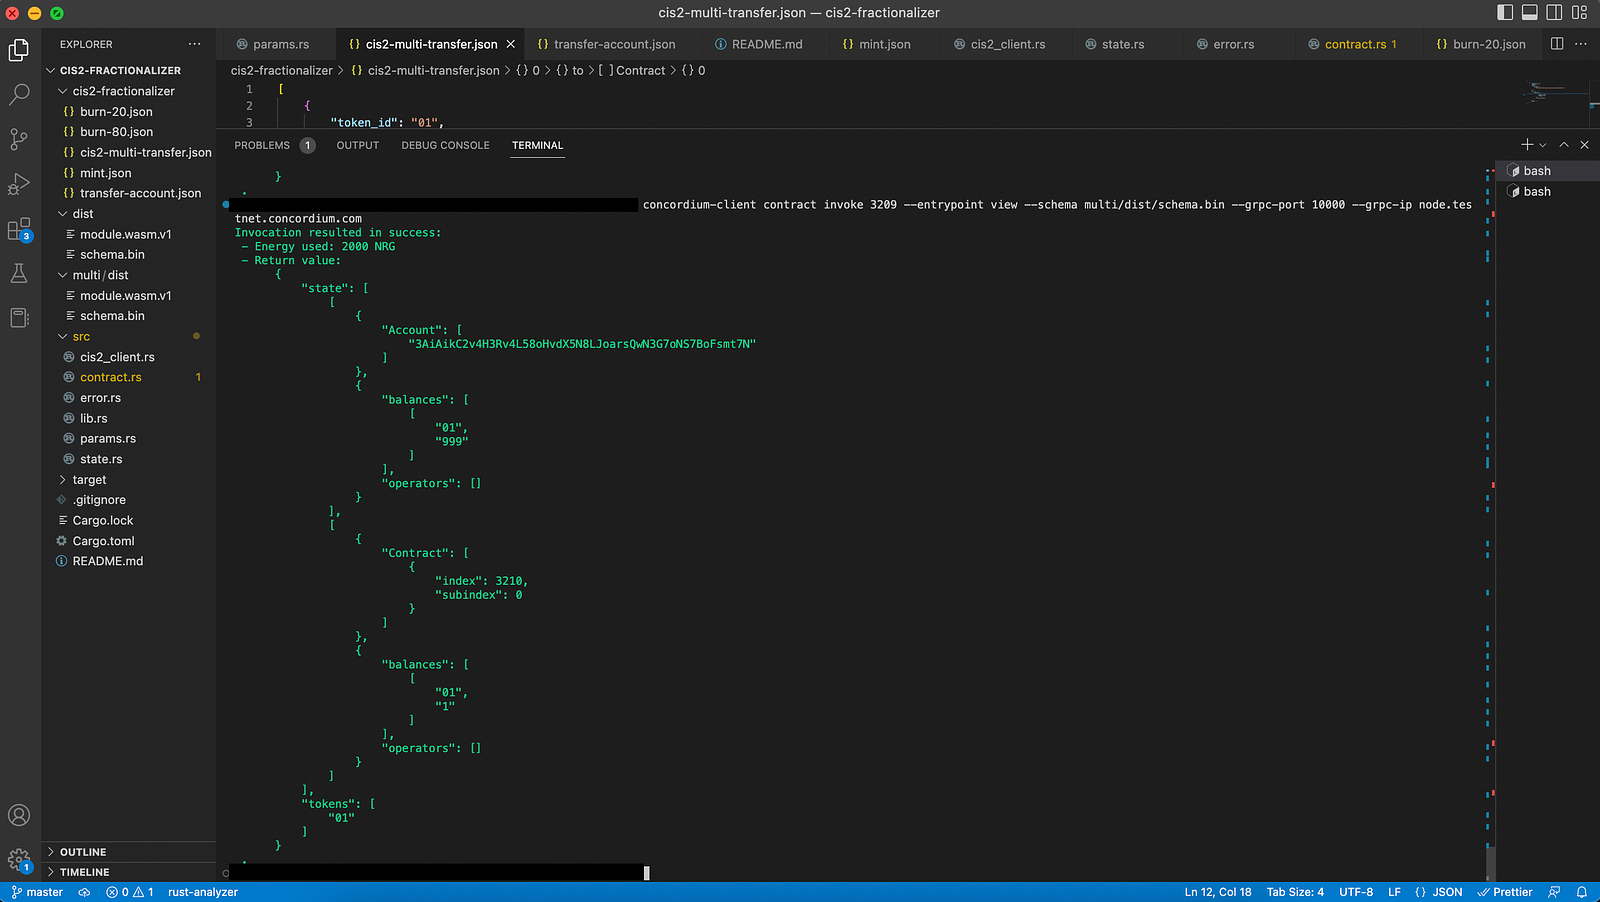 cis2-multi-transfer.json — cis2-fractionalizer
EXPLORER
CIS2-FRACTIONALIZER
cis2-fractionalizer
{} burn-20.json
{} burn-80.json
{} cis2-multi-transfer.json
{} mint.json
{} transfer-account.json
dist
module.wasm.v1
schema.bin
multi/dist
module.wasm.v1
schema.bin
src
cis2_client.rs
contract.rs 1
error.rs
lib.rs
params.rs
state.rs
target
.gitignore
Cargo.lock
Cargo.toml
README.md
OUTLINE
TIMELINE
3
1
params.rs {} cis2-multi-transfer.json {} transfer-account.json README.md {} mint.json cis2_client.rs state.rs error.rs contract.rs 1 {} burn-20.json
cis2-fractionalizer > {} cis2-multi-transfer.json > {} 0 > {} to > [ ] Contract > {} 0
1 [
2 {
3 "token_id": "01",
PROBLEMS 1 OUTPUT DEBUG CONSOLE TERMINAL
}
.
concordium-client contract invoke 3209 --entrypoint view --schema multi/dist/schema.bin --grpc-port 10000 --grpc-ip node.tes
tnet.concordium.com
Invocation resulted in success:
- Energy used: 2000 NRG
- Return value:
{
"state": [
[
{
"Account": [
"3AiAikC2v4H3Rv4L58oHvdX5N8LJoarsQwN3G7oNS7BoFsmt7N"
]
},
{
"balances": [
[
"01",
"999"
]
],
"operators": []
}
],
[
{
"Contract": [
{
"index": 3210,
"subindex": 0
}
]
},
{
"balances": [
[
"01",
"1"
]
],
"operators": []
}
]
],
"tokens": [
"01"
]
}
.
bash
bash
master 0 1 rust-analyzer Ln 12, Col 18 Tab Size: 4 UTF-8 LF {} JSON Prettier